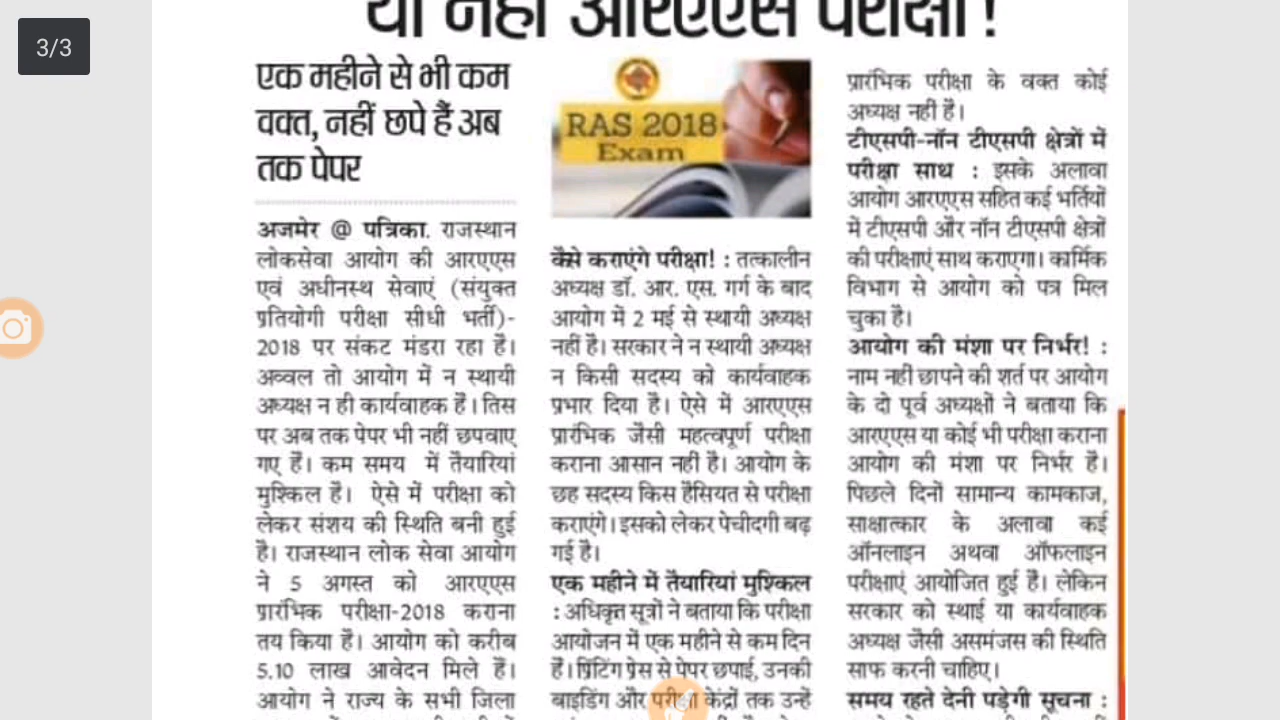 3/3
या नहीं आरएएस परीक्षा!
एक महीने से भी कम
वक्त, नहीं छपे हैं अब
तक पेपर
अजमेर @ पत्रिका. राजस्थान
लोकसेवा आयोग की आरएएस
एवं अधीनस्थ सेवाएं (संयुक्त
प्रतियोगी परीक्षा सीधी भर्ती)-
2018 पर संकट मंडरा रहा है।
अव्वल तो आयोग में न स्थायी
अध्यक्ष न ही कार्यवाहक है। तिस
पर अब तक पेपर भी नहीं छपवाए
गए हैं। कम समय में तैयारियां
मुश्किल है। ऐसे में परीक्षा को
लेकर संशय की स्थिति बनी हुई
है। राजस्थान लोक सेवा आयोग
ने 5 अगस्त को आरएएस
प्रारंभिक परीक्षा-2018 कराना
तय किया है। आयोग को करीब
5.10 लाख आवेदन मिले हैं।
आयोग ने राज्य के सभी जिला
RAS 2018
Exam
कैसे कराएंगे परीक्षा! : तत्कालीन
अध्यक्ष डॉ. आर. एस. गर्ग के बाद
आयोग में 2 मई से स्थायी अध्यक्ष
नहीं है। सरकार ने न स्थायी अध्यक्ष
न किसी सदस्य को कार्यवाहक
प्रभार दिया है। ऐसे में आरएएस
प्रारंभिक जैसी महत्वपूर्ण परीक्षा
कराना आसान नहीं है। आयोग के
छह सदस्य किस हैसियत से परीक्षा
कराएंगे। इसको लेकर पेचीदगी बढ़
गई है।
एक महीने में तैयारियां मुश्किल
: अधिकृत सूत्रों ने बताया कि परीक्षा
आयोजन में एक महीने से कम दिन
है। प्रिंटिंग प्रेस से पेपर छपाई, उनकी
बाइडिंग और परीक्षा केंद्रों तक उन्हें
प्रारंभिक परीक्षा के वक्त कोई
अध्यक्ष नहीं है।
टीएसपी-नॉन टीएसपी क्षेत्रों में
परीक्षा साथ : इसके अलावा
आयोग आरएएस सहित कई भर्तियों
में टीएसपी और नॉन टीएसपी क्षेत्रों
की परीक्षाएं साथ कराएगा। कार्मिक
विभाग से आयोग को पत्र मिल
चुका है।
आयोग की मंशा पर निर्भर! :
नाम नहीं छापने की शर्त पर आयोग
के दो पूर्व अध्यक्षों ने बताया कि
आरएएस या कोई भी परीक्षा कराना
आयोग की मंशा पर निर्भर है।
पिछले दिनों सामान्य कामकाज,
साक्षात्कार के अलावा कई
ऑनलाइन अथवा ऑफलाइन
परीक्षाएं आयोजित हुई हैं। लेकिन
सरकार को स्थाई या कार्यवाहक
अध्यक्ष जैसी असमंजस की स्थिति
साफ करनी चाहिए।
समय रहते देनी पड़ेगी सूचना :